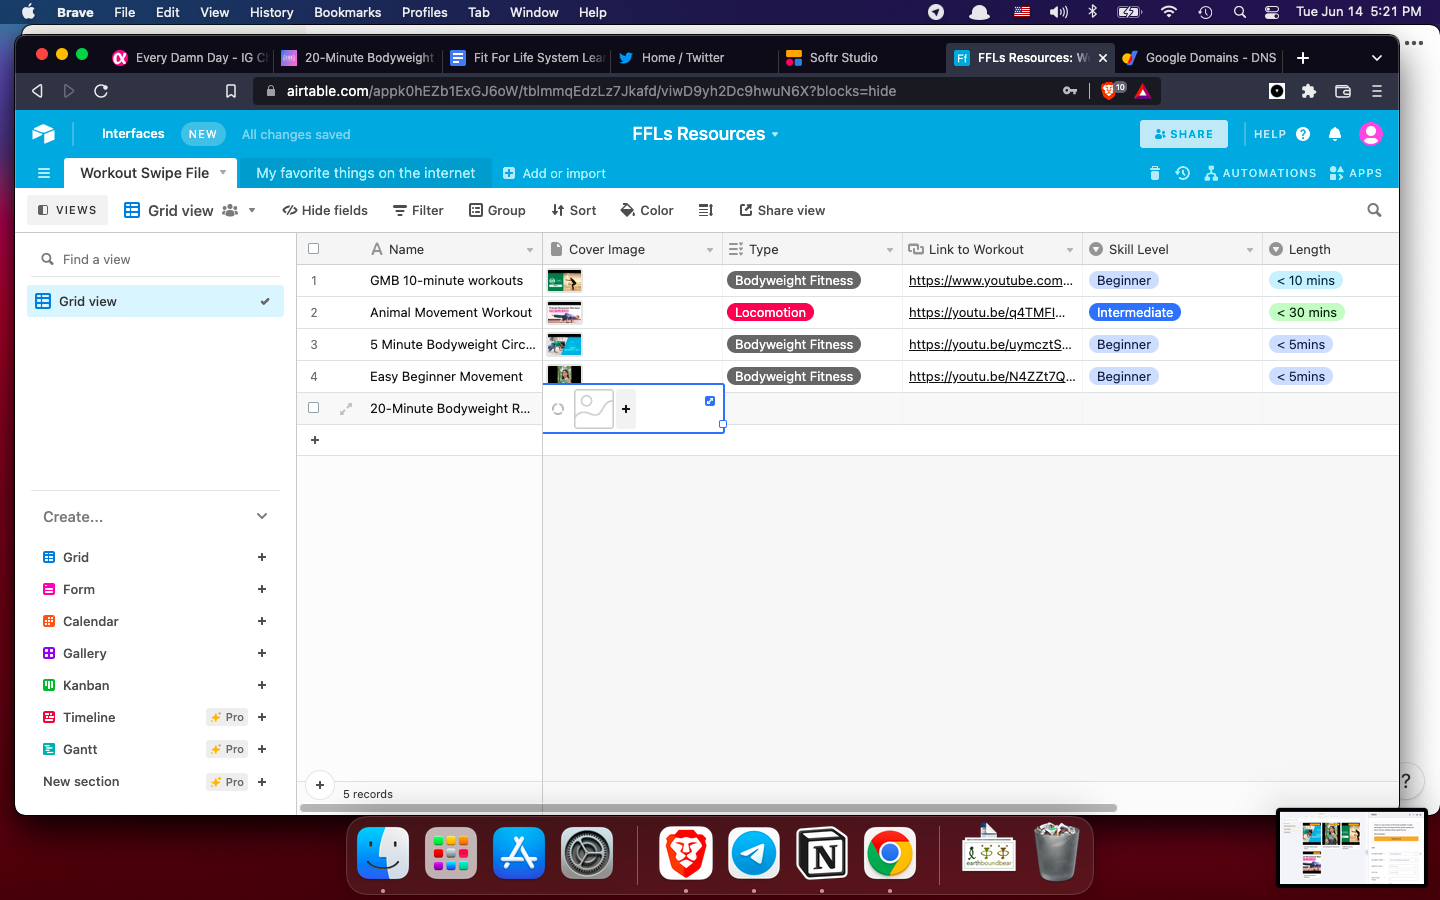 Brave File Edit View History Bookmarks Profiles Tab Window Help Tue Jun 14 5:21 PM
Every Damn Day - IG C 20-Minute Bodyweight Fit For Life System Lea Home / Twitter Softr Studio FFLs Resources: W Google Domains - DNS
airtable.com/appk0hEZb1ExGJ6oW/tblmmqEdzLz7Jkafd/viwD9yh2Dc9hwuN6X?blocks=hide 10
Interfaces NEW All changes saved FFLs Resources SHARE HELP
Workout Swipe File My favorite things on the internet Add or import AUTOMATIONS APPS
VIEWS Grid view Hide fields Filter Group Sort Color Share view
Find a view
Grid view
Name Cover Image Type Link to Workout Skill Level Length
1 GMB 10-minute workouts Bodyweight Fitness https://www.youtube.com... Beginner < 10 mins
2 Animal Movement Workout Locomotion https://youtu.be/q4TMFI... Intermediate < 30 mins
3 5 Minute Bodyweight Circ... Bodyweight Fitness https://youtu.be/uymcztS... Beginner < 5mins
4 Easy Beginner Movement Bodyweight Fitness https://youtu.be/N4ZZt7Q... Beginner < 5mins
20-Minute Bodyweight R...
Create...
Grid
Form
Calendar
Gallery
Kanban
Timeline Pro
Gantt Pro
New section Pro
5 records
earthboundbear